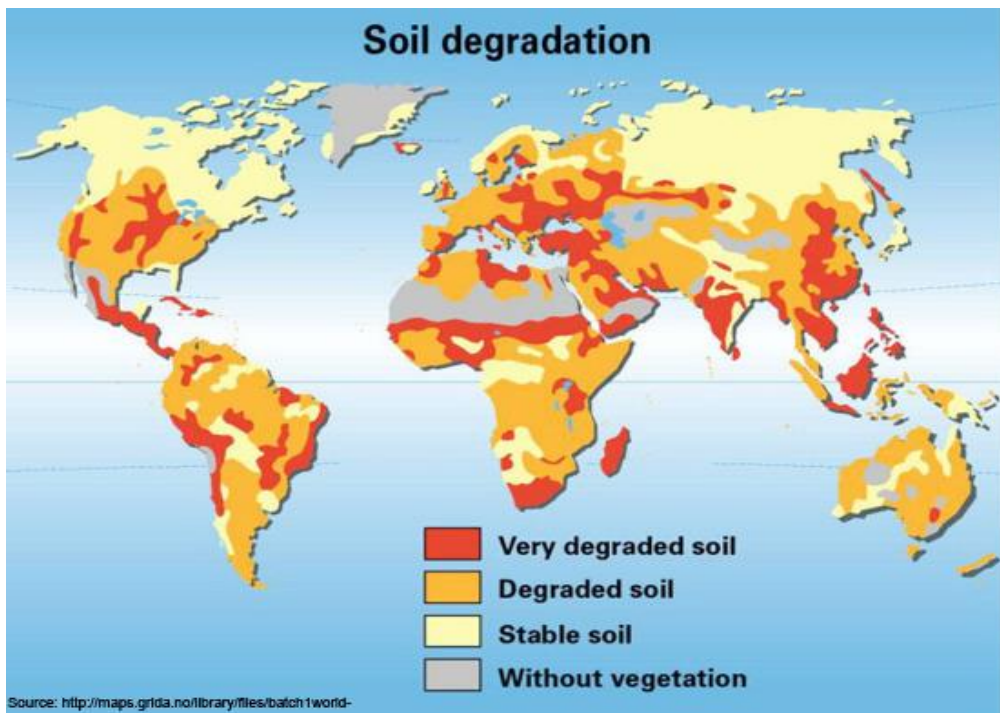 Soil degradation
Very degraded soil
Degraded soil
Stable soil
Without vegetation
Source: http://maps.grida.no/library/files/batch1world-